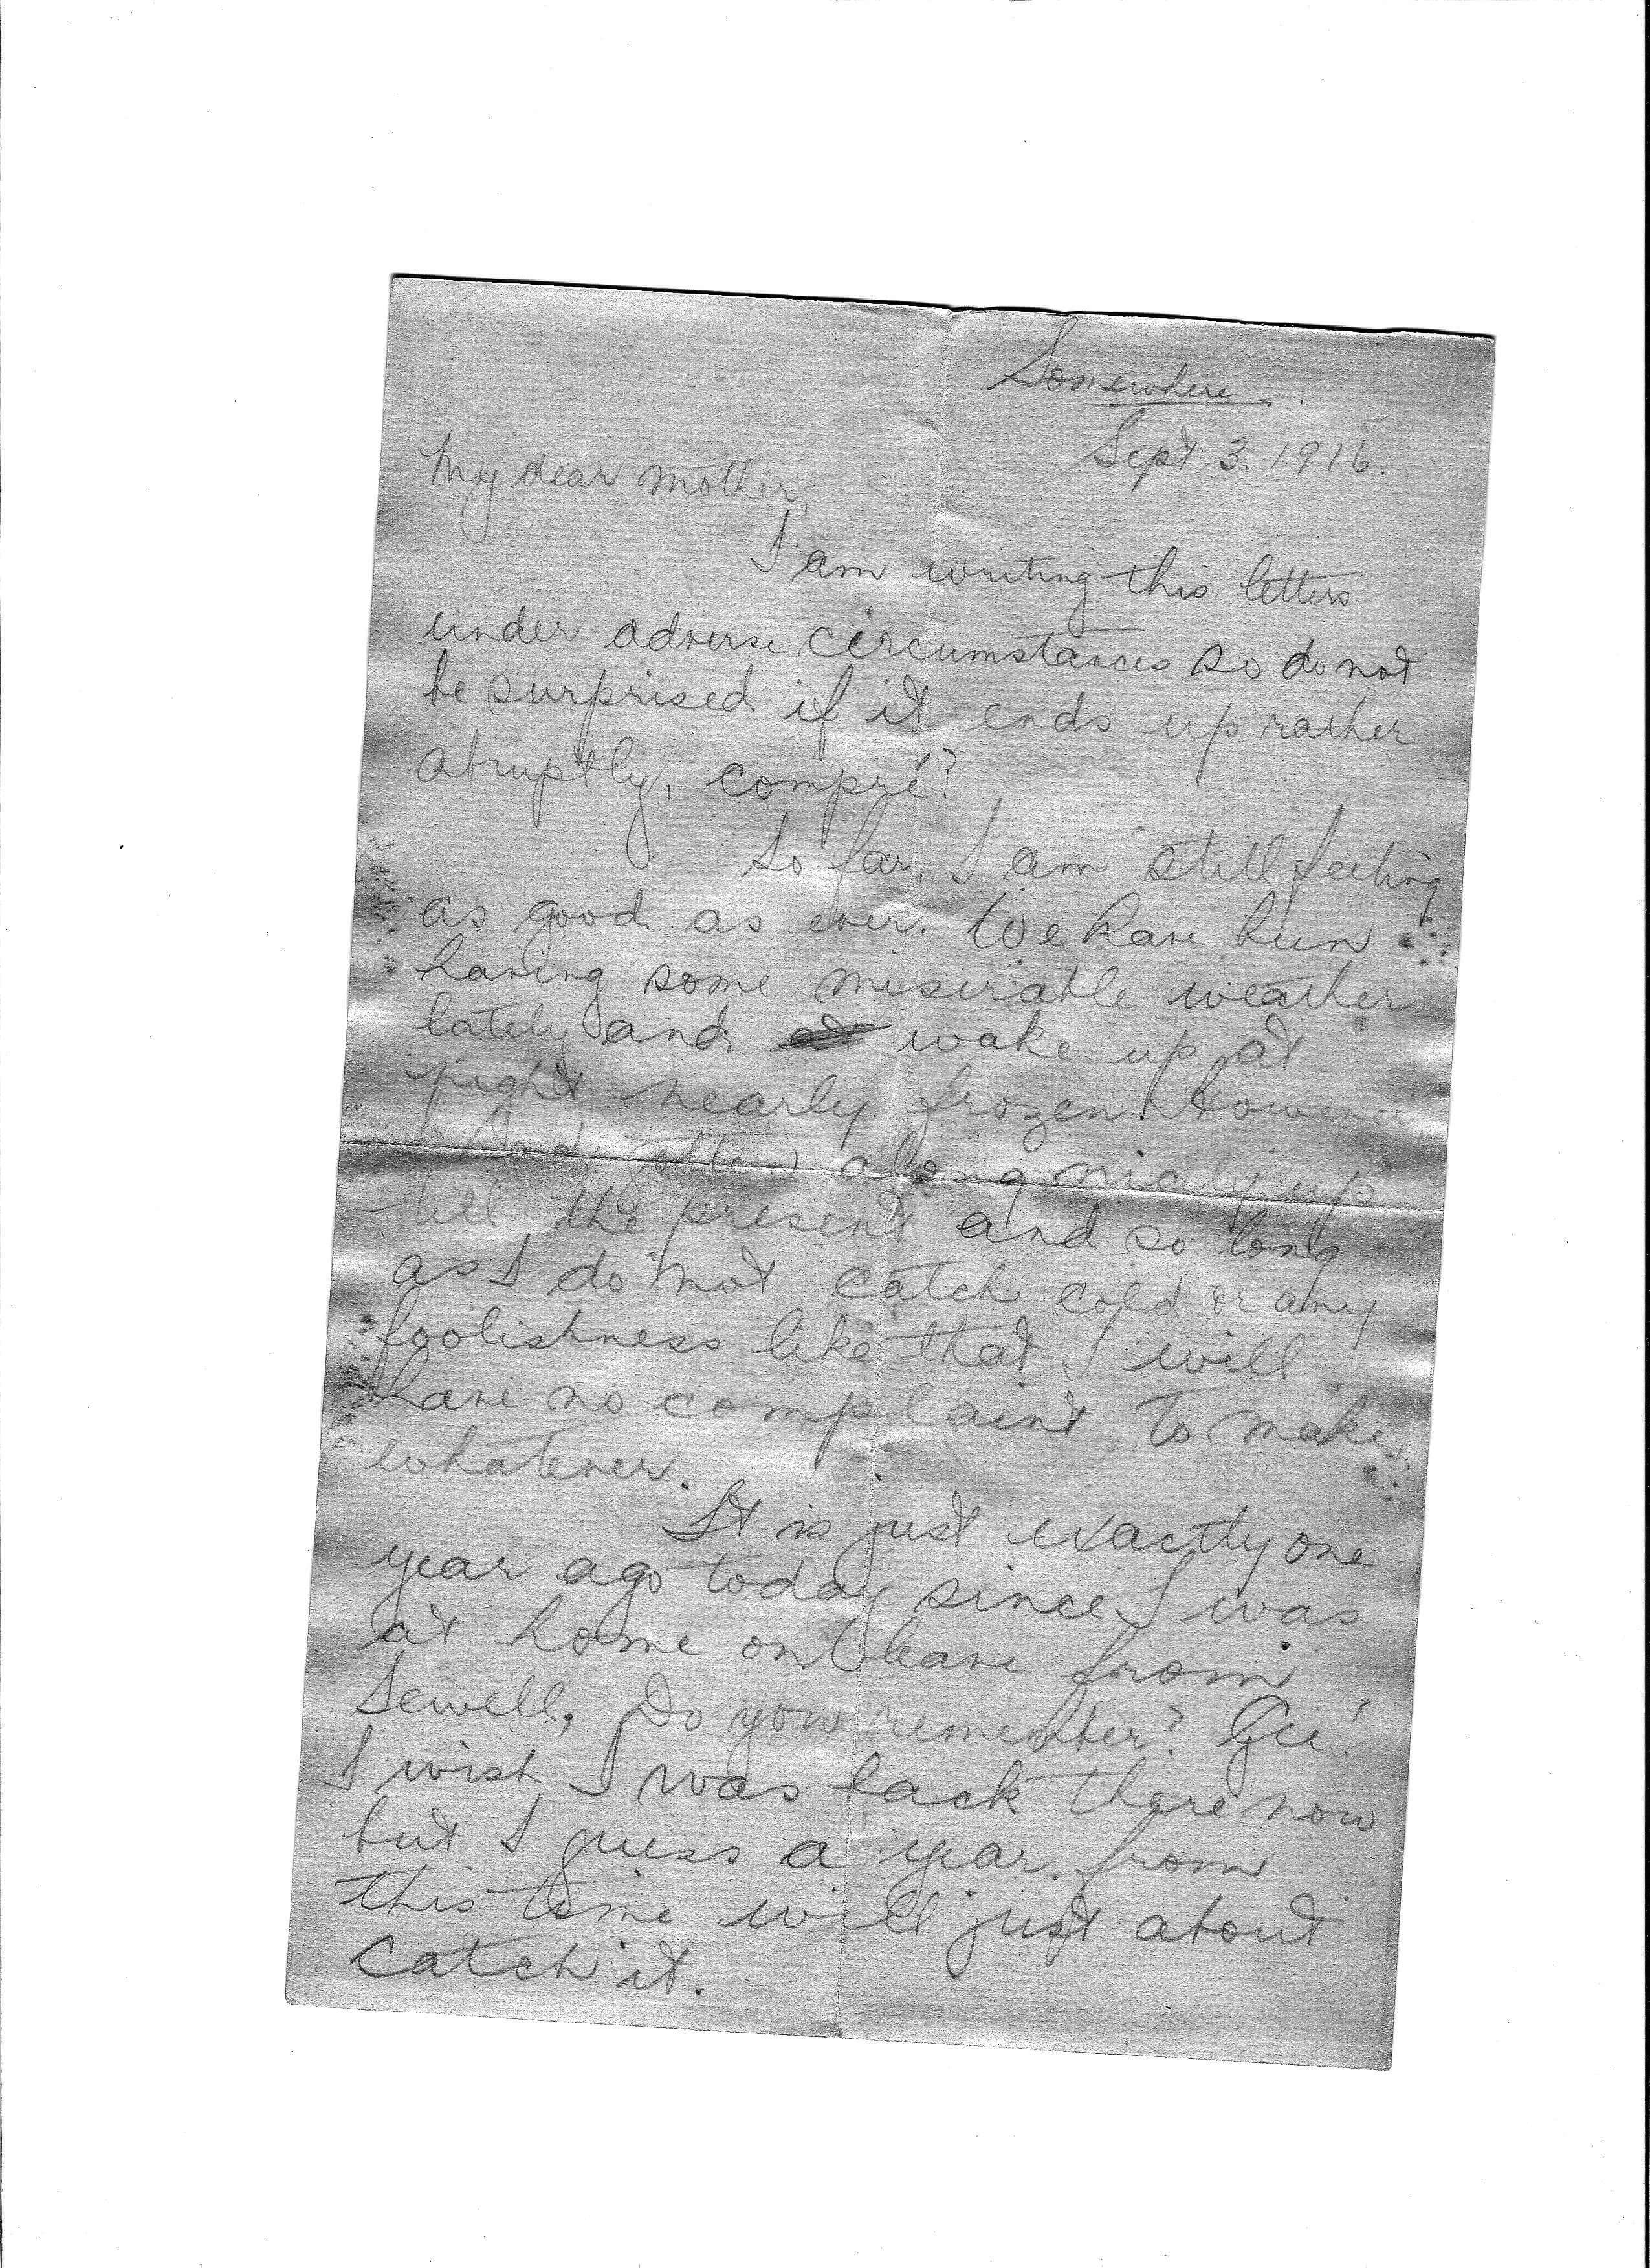 Somewhere.
Sept. 3. 1916.
My dear mother,
I am writing this letters
under adverse circumstances so do not
be surprised if it ends up rather
abruptly, compré?
So far, I am still feeling
as good as ever. We have been
having some miserable weather
lately and wake up at
night nearly frozen. However,
I had gotten along nicely up
till the present and so long
as I do not catch cold or any
foolishness like that I will
have no complaint to make
whatever.
It is just exactly one
year ago today since I was
at home on leave from
Sewell, Do you remember? Gee!
I wish I was back there now
but I guess a year from
this time will just about
catch it.